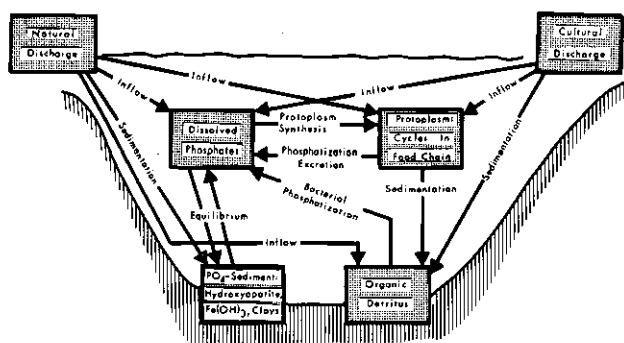 Natural
Discharge
Cultural
Discharge
Inflow
Inflow
Inflow
Inflow
Protoplasm
Synthesis
Dissolved
Phosphates
Protoplasm:
Cycles In
Food Chain
Phosphatization
Excretion
Sedimentation
Sedimentation
Sedimentation
Bacterial
Phosphatization
Equilibrium
Inflow
PO₄-Sediment:
Hydroxyapatite,
Fe(OH)₃, Clays
Organic
Detritus